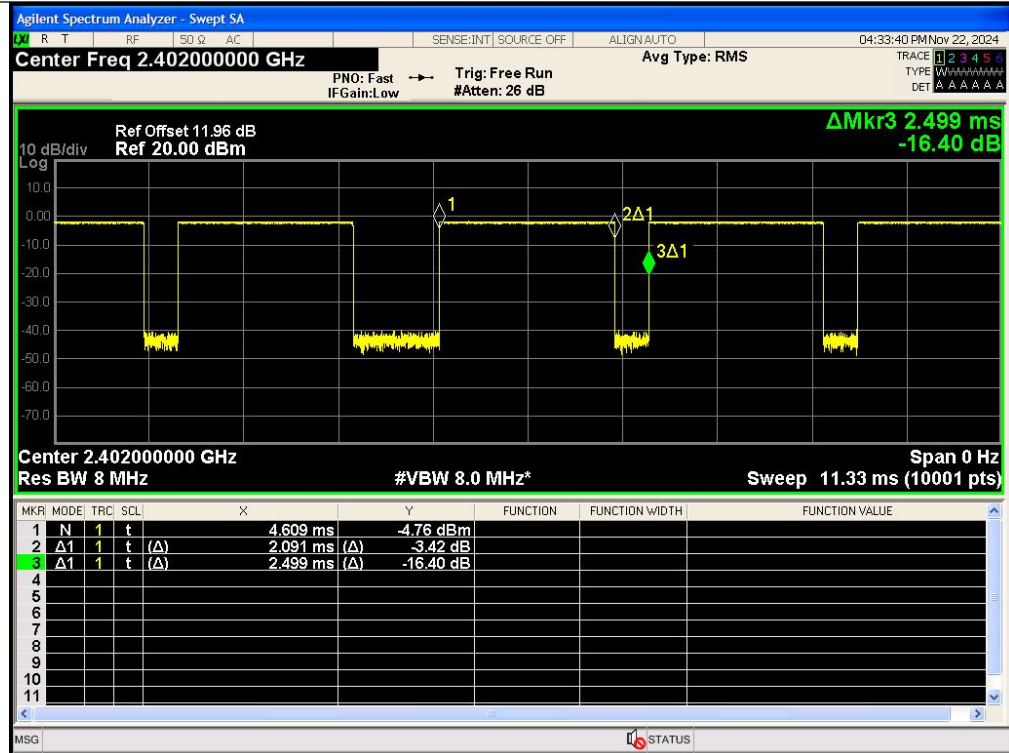 Agilent Spectrum Analyzer - Swept SA
LXI R T RF 50 Ω AC SENSE:INT SOURCE OFF ALIGN AUTO 04:33:40 PM Nov 22, 2024
Center Freq 2.402000000 GHz Avg Type: RMS TRACE 1 2 3 4 5 6
PNO: Fast Trig: Free Run TYPE WWWWWW
IFGain:Low #Atten: 26 dB DET A A A A A A
ΔMkr3 2.499 ms
Ref Offset 11.96 dB
10 dB/div Ref 20.00 dBm -16.40 dB
Log
10.0
1
0.00
2Δ1
-10.0
3Δ1
-20.0
-30.0
-40.0
-50.0
-60.0
-70.0
Center 2.402000000 GHz Span 0 Hz
Res BW 8 MHz #VBW 8.0 MHz* Sweep 11.33 ms (10001 pts)
MKR MODE TRC SCL X Y FUNCTION FUNCTION WIDTH FUNCTION VALUE
1 N 1 t 4.609 ms -4.76 dBm
2 Δ1 1 t (Δ) 2.091 ms (Δ) -3.42 dB
3 Δ1 1 t (Δ) 2.499 ms (Δ) -16.40 dB
4
5
6
7
8
9
10
11
MSG STATUS